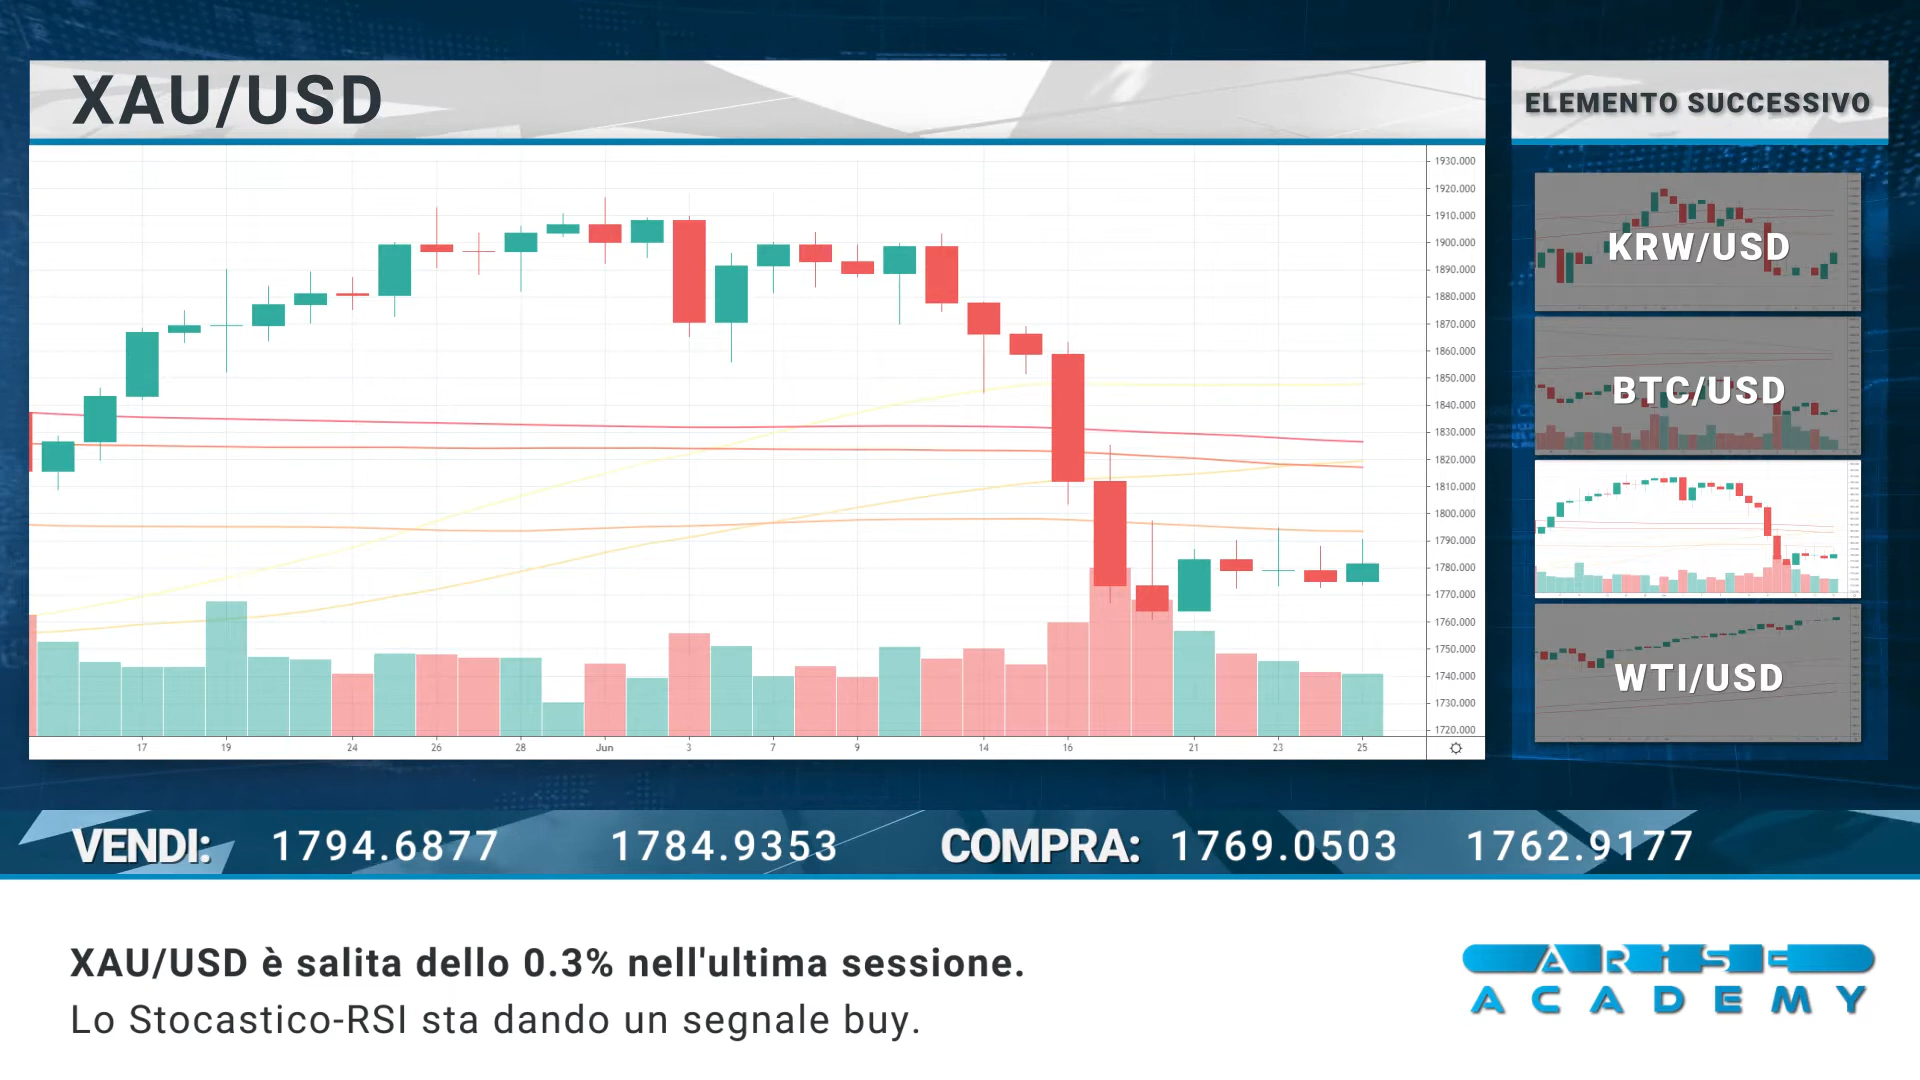 XAU/USD
ELEMENTO SUCCESSIVO
1930.000
1920.000
1910.000
1900.000
1890.000
1880.000
1870.000
1860.000
1850.000
1840.000
1830.000
1820.000
1810.000
1800.000
1790.000
1780.000
1770.000
1760.000
1750.000
1740.000
1730.000
1720.000
17 19 24 26 28 Jun 3 7 9 14 16 21 23 25
KRW/USD
BTC/USD
WTI/USD
VENDI: 1794.6877 1784.9353 COMPRA: 1769.0503 1762.9177
XAU/USD è salita dello 0.3% nell'ultima sessione.
Lo Stocastico-RSI sta dando un segnale buy.
ARISE
ACADEMY